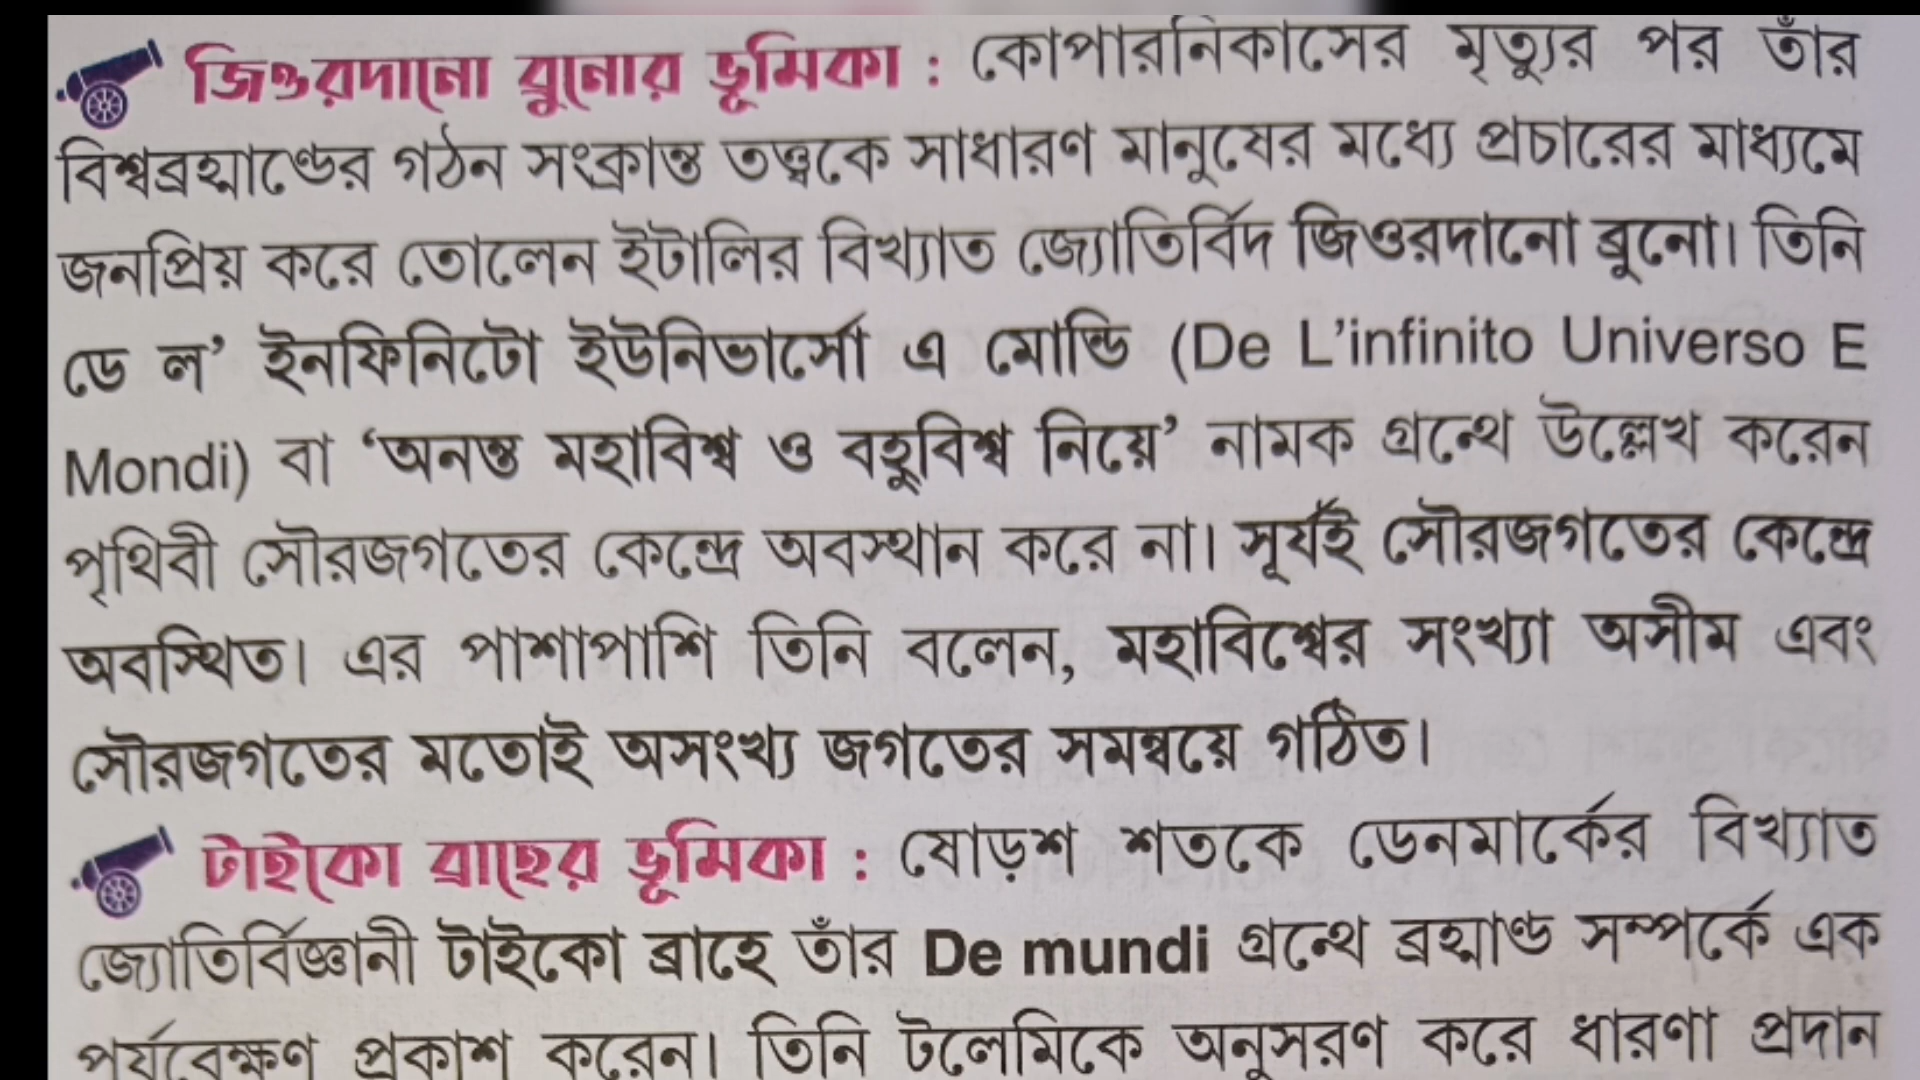 জিওরদানো ব্রুনোর ভূমিকা : কোপারনিকাসের মৃত্যুর পর তাঁর
বিশ্বব্রহ্মাণ্ডের গঠন সংক্রান্ত তত্ত্বকে সাধারণ মানুষের মধ্যে প্রচারের মাধ্যমে
জনপ্রিয় করে তোলেন ইটালির বিখ্যাত জ্যোতির্বিদ জিওরদানো ব্রুনো। তিনি
ডে ল’ ইনফিনিটো ইউনিভার্সো এ মোন্ডি (De L’infinito Universo E
Mondi) বা ‘অনন্ত মহাবিশ্ব ও বহুবিশ্ব নিয়ে’ নামক গ্রন্থে উল্লেখ করেন
পৃথিবী সৌরজগতের কেন্দ্রে অবস্থান করে না। সূর্যই সৌরজগতের কেন্দ্রে
অবস্থিত। এর পাশাপাশি তিনি বলেন, মহাবিশ্বের সংখ্যা অসীম এবং
সৌরজগতের মতোই অসংখ্য জগতের সমন্বয়ে গঠিত।
টাইকো ব্রাহের ভূমিকা : ষোড়শ শতকে ডেনমার্কের বিখ্যাত
জ্যোতির্বিজ্ঞানী টাইকো ব্রাহে তাঁর De mundi গ্রন্থে ব্রহ্মাণ্ড সম্পর্কে এক
পর্যবেক্ষণ প্রকাশ করেন। তিনি টলেমিকে অনুসরণ করে ধারণা প্রদান